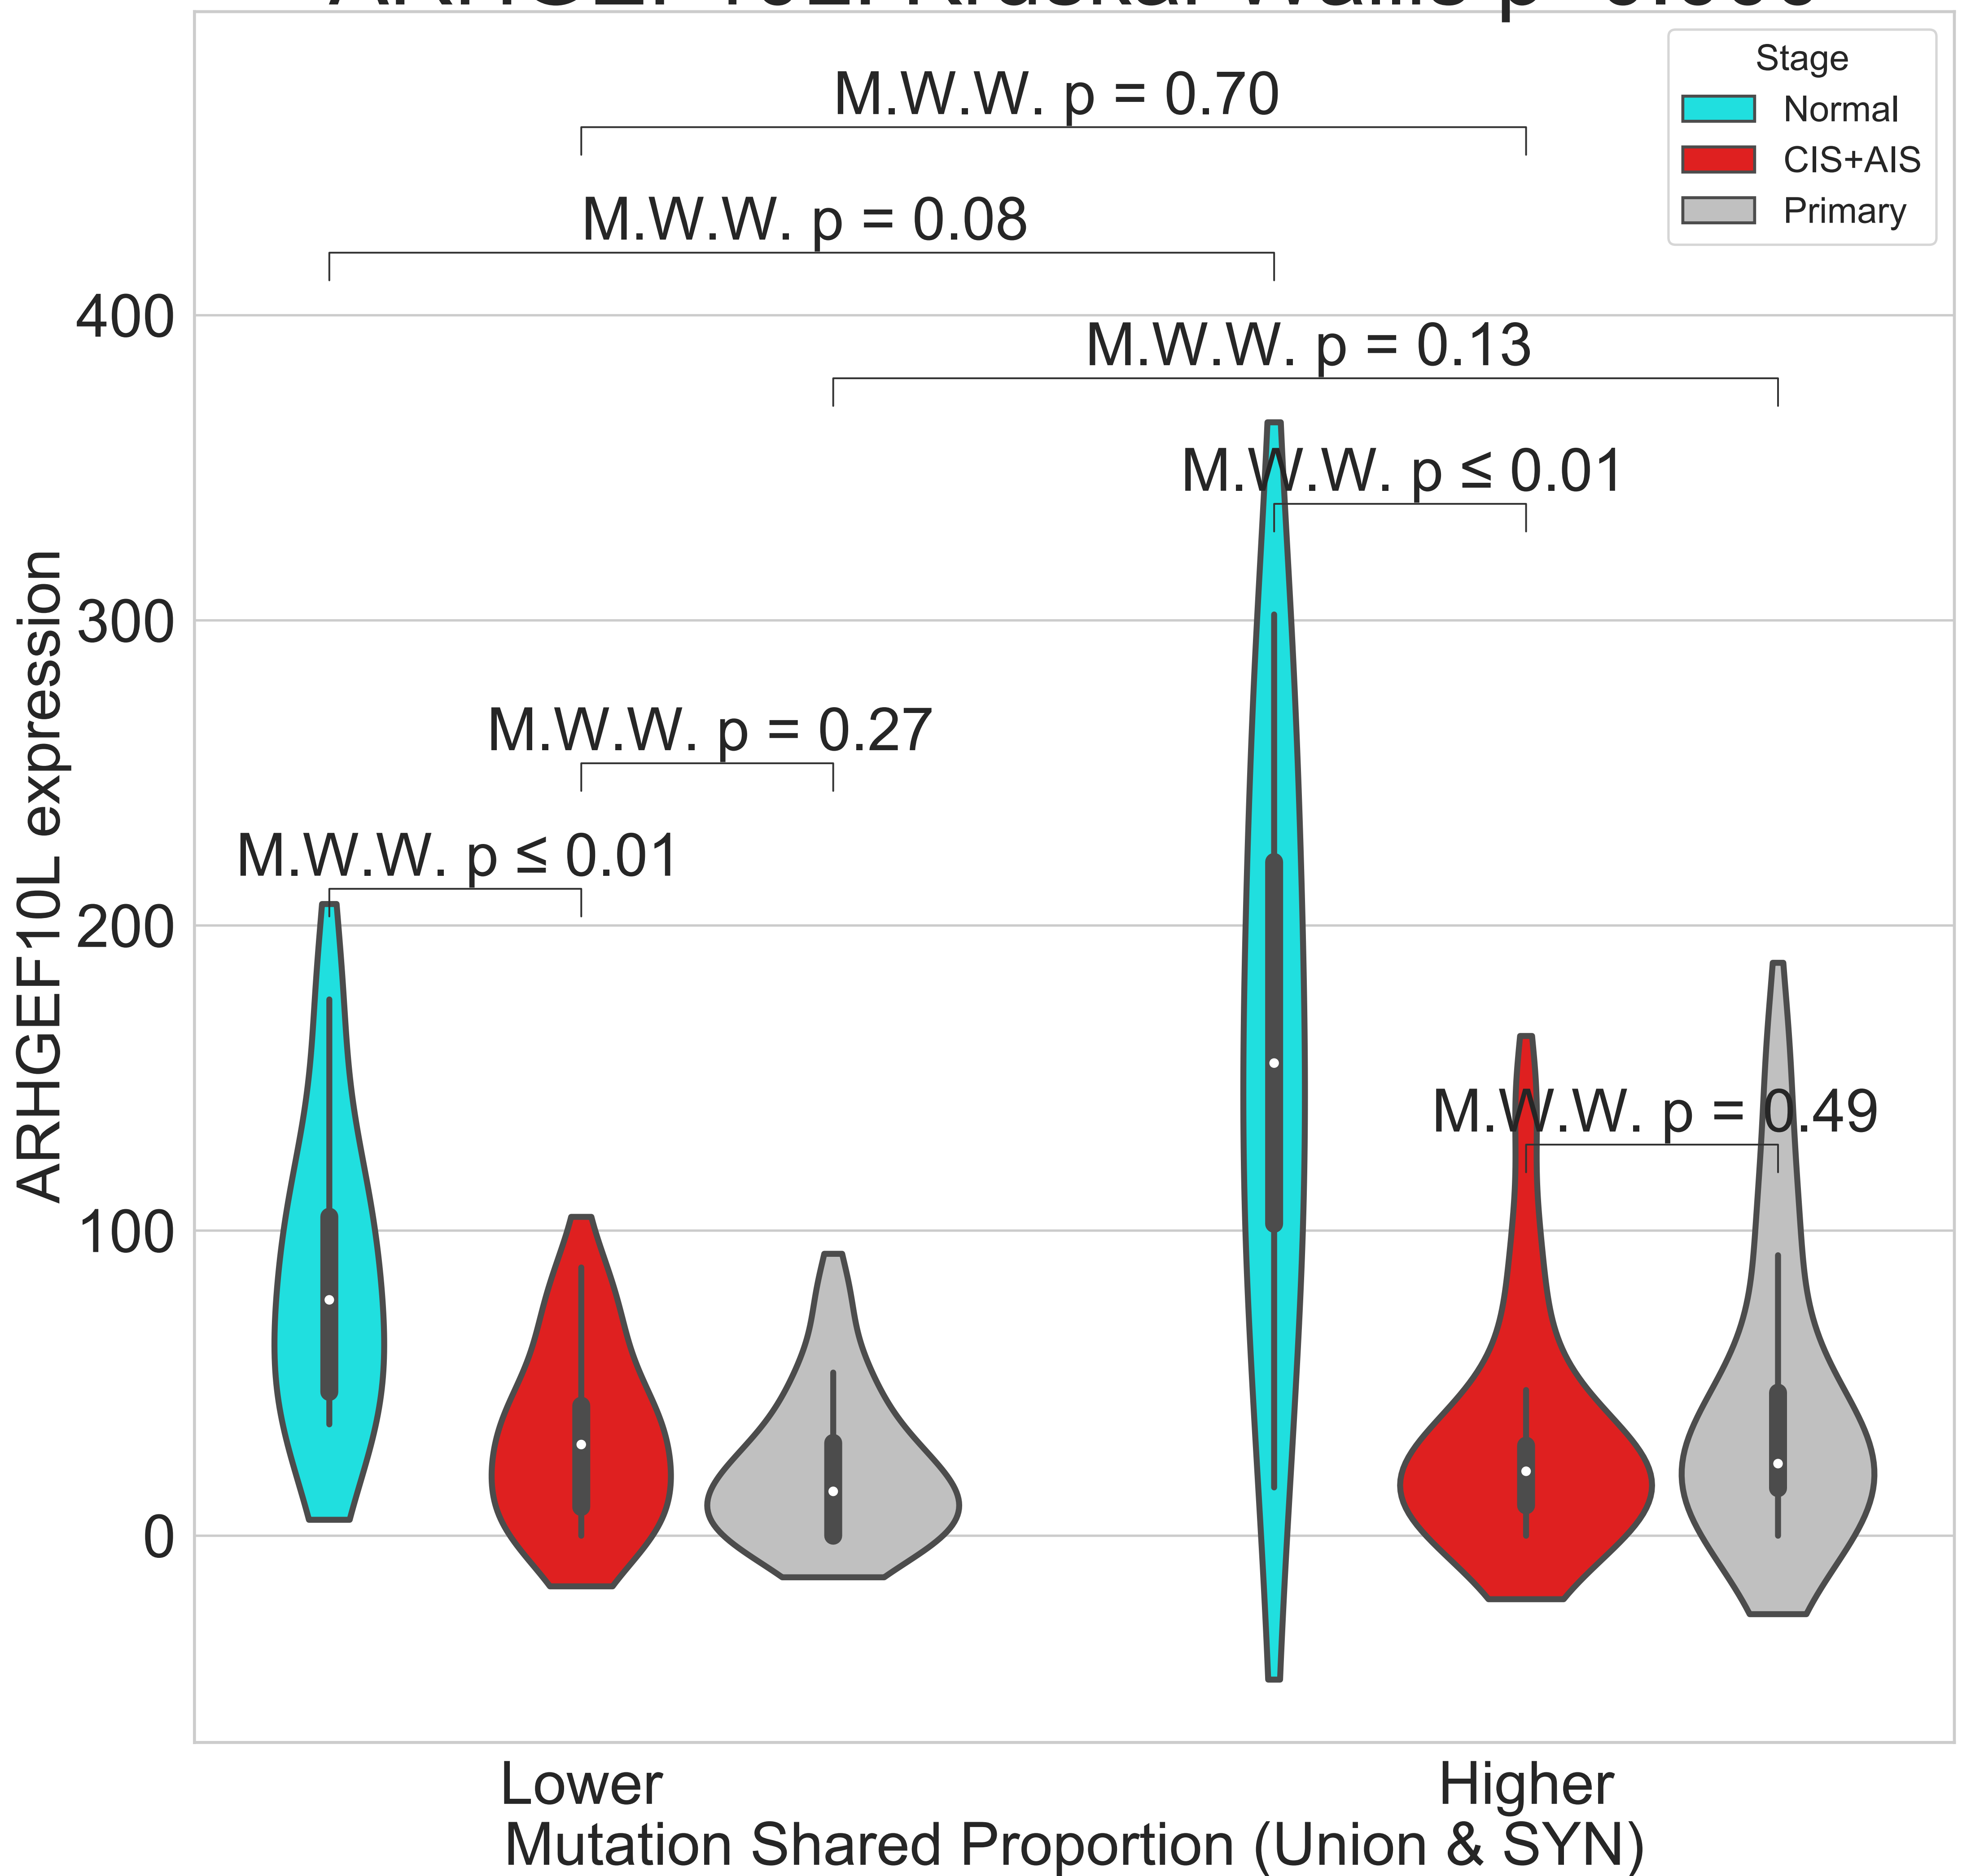 Stage
Normal
CIS+AIS
Primary
M.W.W. p = 0.70
M.W.W. p = 0.08
M.W.W. p = 0.13
M.W.W. p ≤ 0.01
M.W.W. p = 0.27
M.W.W. p ≤ 0.01
M.W.W. p = 0.49
ARHGEF10L expression
400
300
200
100
0
Lower
Higher
Mutation Shared Proportion (Union & SYN)